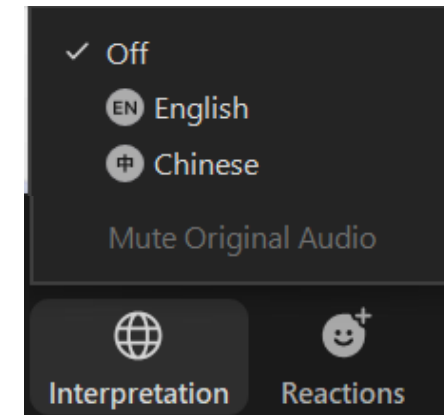 Off
EN English
中 Chinese
Mute Original Audio
Interpretation Reactions